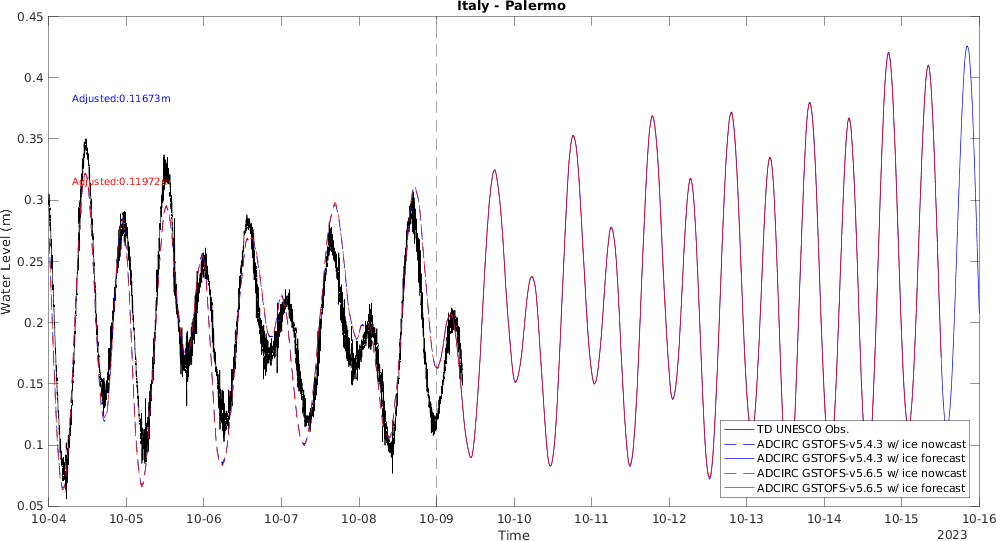 Italy - Palermo
0.45
0.4
0.35
0.3
0.25
0.2
0.15
0.1
0.05
Water Level (m)
Adjusted:0.11673m
Adjusted:0.11972m
TD UNESCO Obs.
ADCIRC GSTOFS-v5.4.3 w/ ice nowcast
ADCIRC GSTOFS-v5.4.3 w/ ice forecast
ADCIRC GSTOFS-v5.6.5 w/ ice nowcast
ADCIRC GSTOFS-v5.6.5 w/ ice forecast
10-04 10-05 10-06 10-07 10-08 10-09 10-10 10-11 10-12 10-13 10-14 10-15 10-16
Time
2023